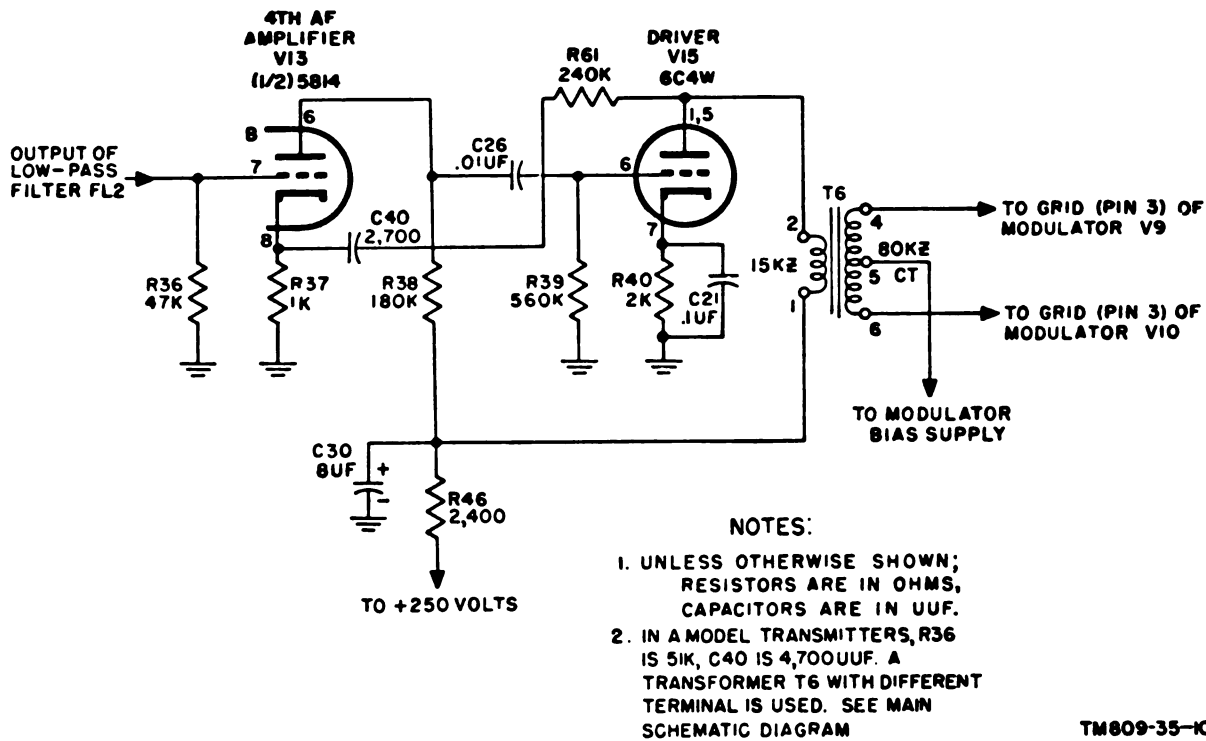 4TH AF
AMPLIFIER
V13
(1/2) 5814
DRIVER
V15
6C4W
R61
240K
6
B
7
8
OUTPUT OF
LOW-PASS
FILTER FL2
C26
.01UF
1,5
6
7
C40
2,700
R36
47K
R37
1K
R38
180K
R39
560K
R40
2K
C21
.1UF
T6
2
15KZ
1
4
80KZ
5
CT
6
TO GRID (PIN 3) OF
MODULATOR V9
TO GRID (PIN 3) OF
MODULATOR V10
TO MODULATOR
BIAS SUPPLY
C30
8UF
+
-
R46
2,400
TO +250 VOLTS
NOTES:
1. UNLESS OTHERWISE SHOWN;
RESISTORS ARE IN OHMS,
CAPACITORS ARE IN UUF.
2. IN A MODEL TRANSMITTERS, R36
IS 51K, C40 IS 4,700UUF. A
TRANSFORMER T6 WITH DIFFERENT
TERMINAL IS USED. SEE MAIN
SCHEMATIC DIAGRAM